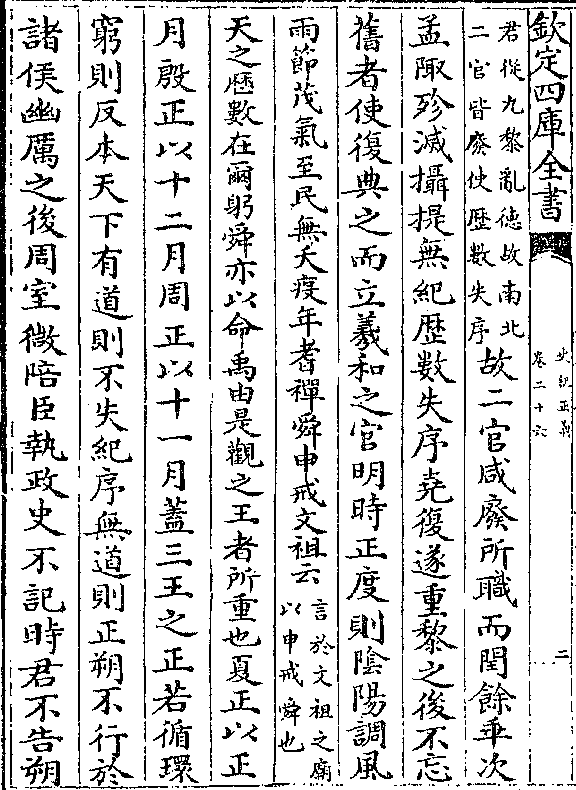 欽定四庫全書
史記正義
卷二十六
二
君從九黎亂德故南北
二官皆廢使歷數失序
故二官咸廢所職而閏餘乖次
孟陬殄滅攝提無紀歴數失序堯復遂重黎之後不忘
舊者使復典之而立羲和之官明時正度則陰陽調風
雨節茂氣至民無夭疫年耆禪舜申戒文祖云
言於文祖之廟
以申戒舜也
天之歴數在爾躬舜亦以命禹由是觀之王者所重也夏正以正
月殷正以十二月周正以十一月蓋三王之正若循環
窮則反本天下有道則不失紀序無道則正朔不行於
諸侯幽厲之後周室微陪臣執政史不記時君不告朔